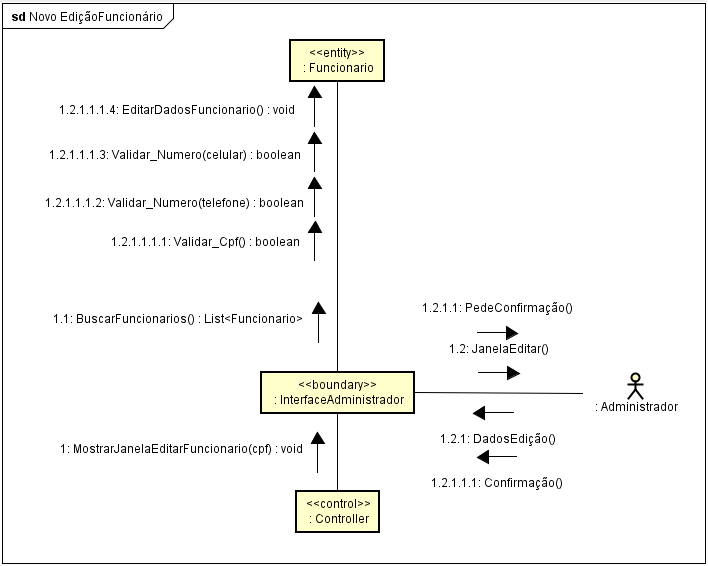 sd Novo EdiçãoFuncionário
<<entity>>
: Funcionario
1.2.1.1.1.4: EditarDadosFuncionario() : void
1.2.1.1.1.3: Validar_Numero(celular) : boolean
1.2.1.1.1.2: Validar_Numero(telefone) : boolean
1.2.1.1.1.1: Validar_Cpf() : boolean
1.1: BuscarFuncionarios() : List<Funcionario>
1.2.1.1: PedeConfirmação()
1.2: JanelaEditar()
<<boundary>>
: InterfaceAdministrador
: Administrador
1: MostrarJanelaEditarFuncionario(cpf) : void
1.2.1: DadosEdição()
1.2.1.1.1: Confirmação()
<<control>>
: Controller